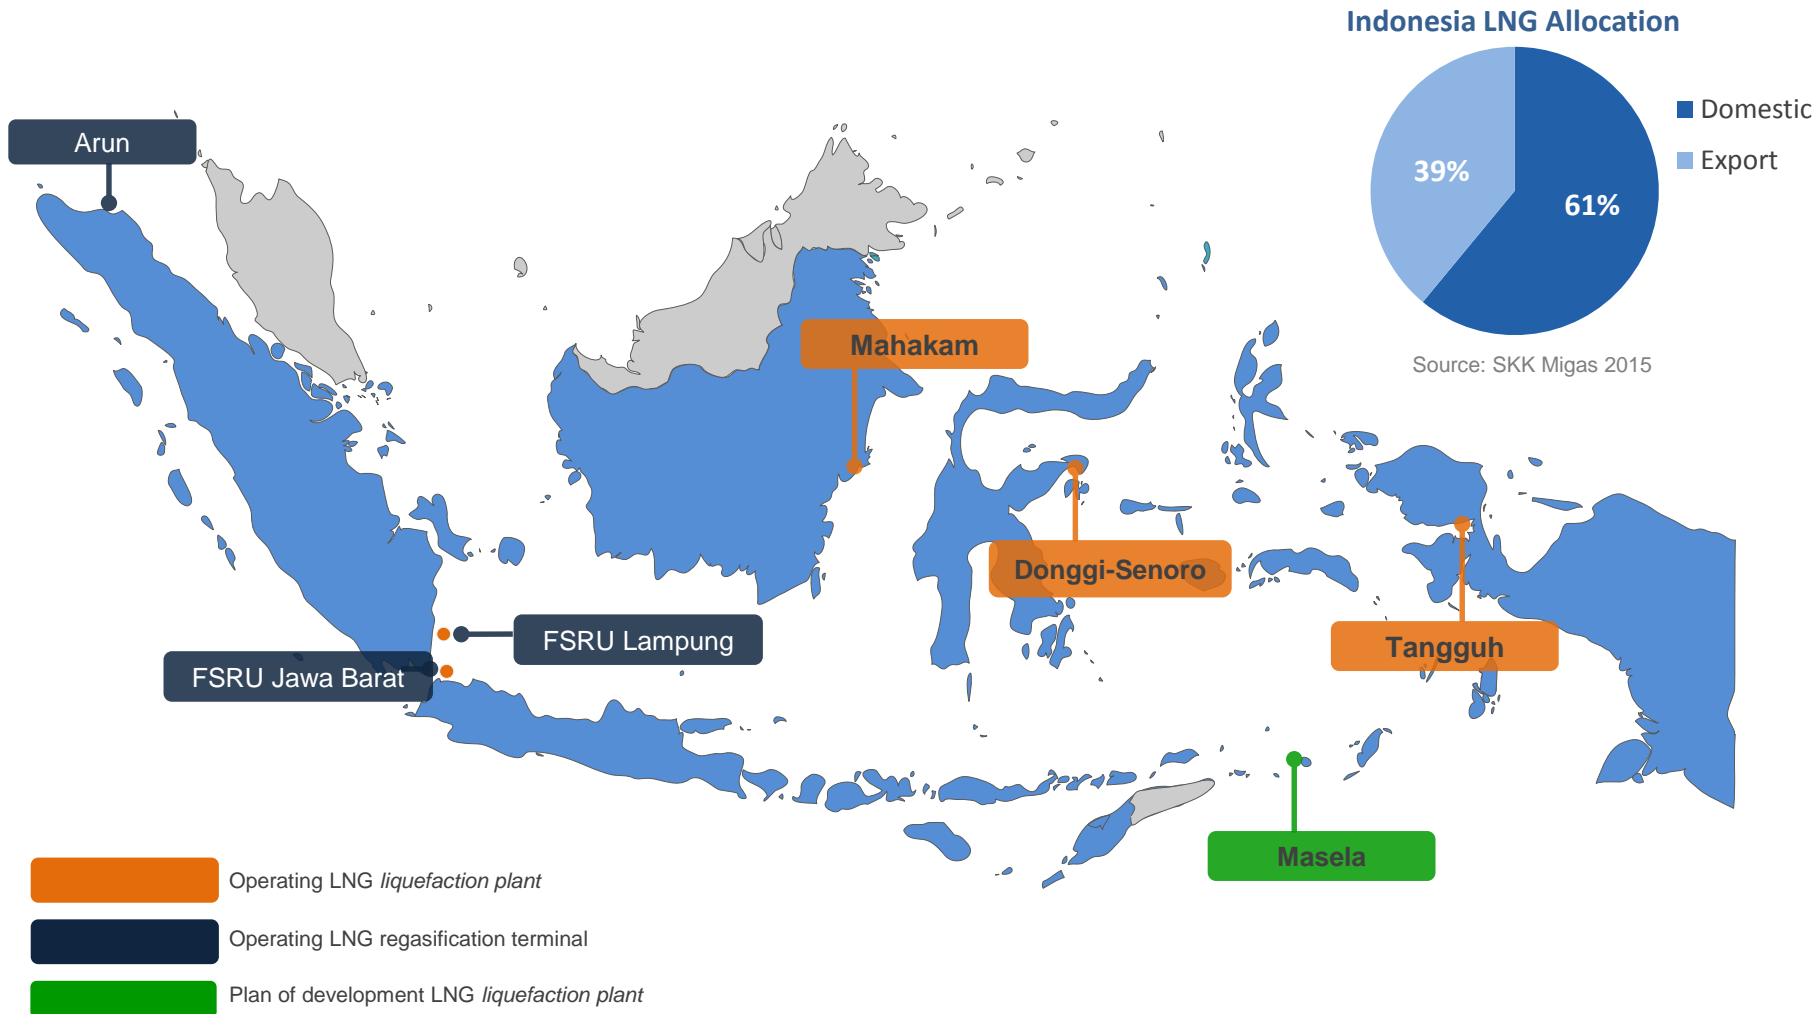 Indonesia LNG Allocation
Domestic
Export
39%
61%
Source: SKK Migas 2015
Arun
Mahakam
Donggi-Senoro
FSRU Lampung
Tangguh
FSRU Jawa Barat
Masela
Operating LNG liquefaction plant
Operating LNG regasification terminal
Plan of development LNG liquefaction plant